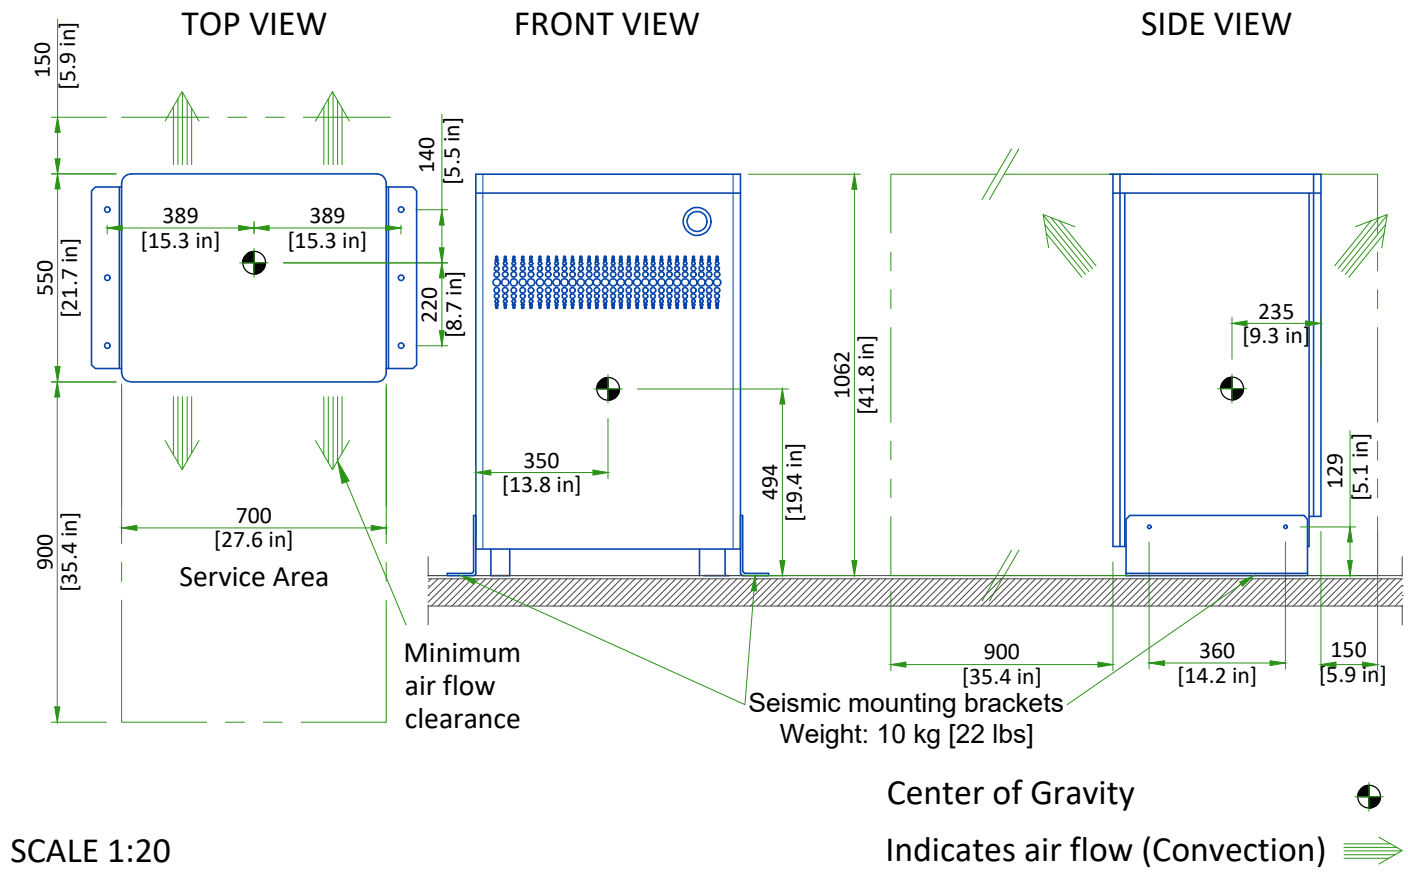 TOP VIEW
FRONT VIEW
SIDE VIEW
150
[5.9 in]
140
[5.5 in]
389
[15.3 in]
389
[15.3 in]
550
[21.7 in]
220
[8.7 in]
235
[9.3 in]
1062
[41.8 in]
350
[13.8 in]
494
[19.4 in]
129
[5.1 in]
700
[27.6 in]
900
[35.4 in]
Service Area
Minimum
air flow
clearance
900
[35.4 in]
360
[14.2 in]
150
[5.9 in]
Seismic mounting brackets
Weight: 10 kg [22 lbs]
Center of Gravity
Indicates air flow (Convection)
SCALE 1:20